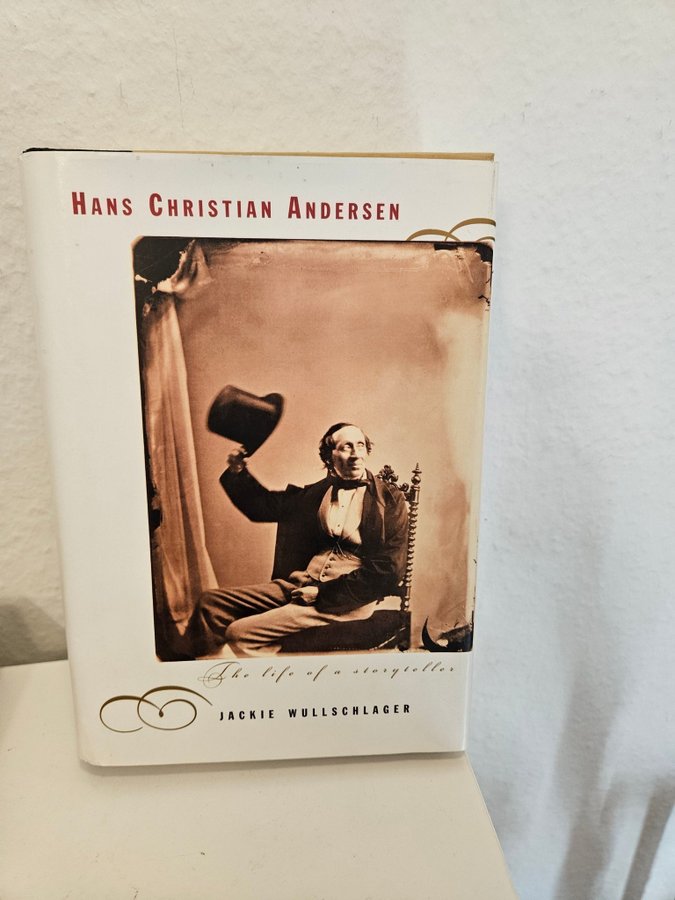 HANS CHRISTIAN ANDERSEN
The life of a storyteller
JACKIE WULLSCHLAGER